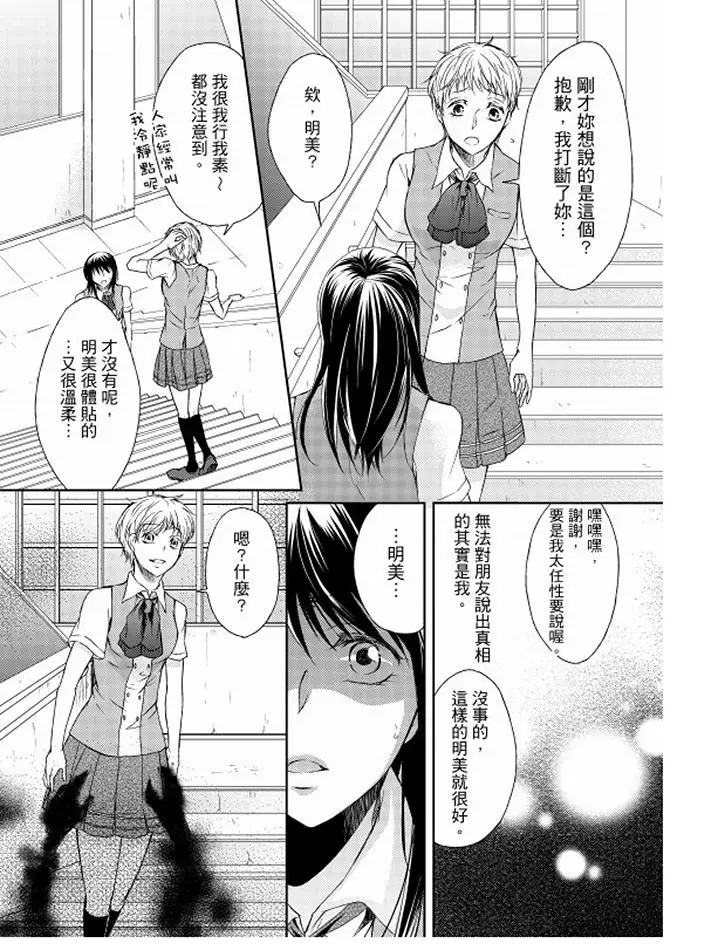 剛才妳想說的是這個?
抱歉,我打斷了妳…
欸,明美?
我很我行我素~
都沒注意到。
人家經常叫
我冷靜點呢
才沒有呢,
明美很體貼的
…又很溫柔…
嘿嘿嘿,
謝謝,
要是我太任性要說喔。
無法對朋友說出真相
的其實是我。
沒事的,
這樣的明美就很好。
…明美…
嗯?什麼?